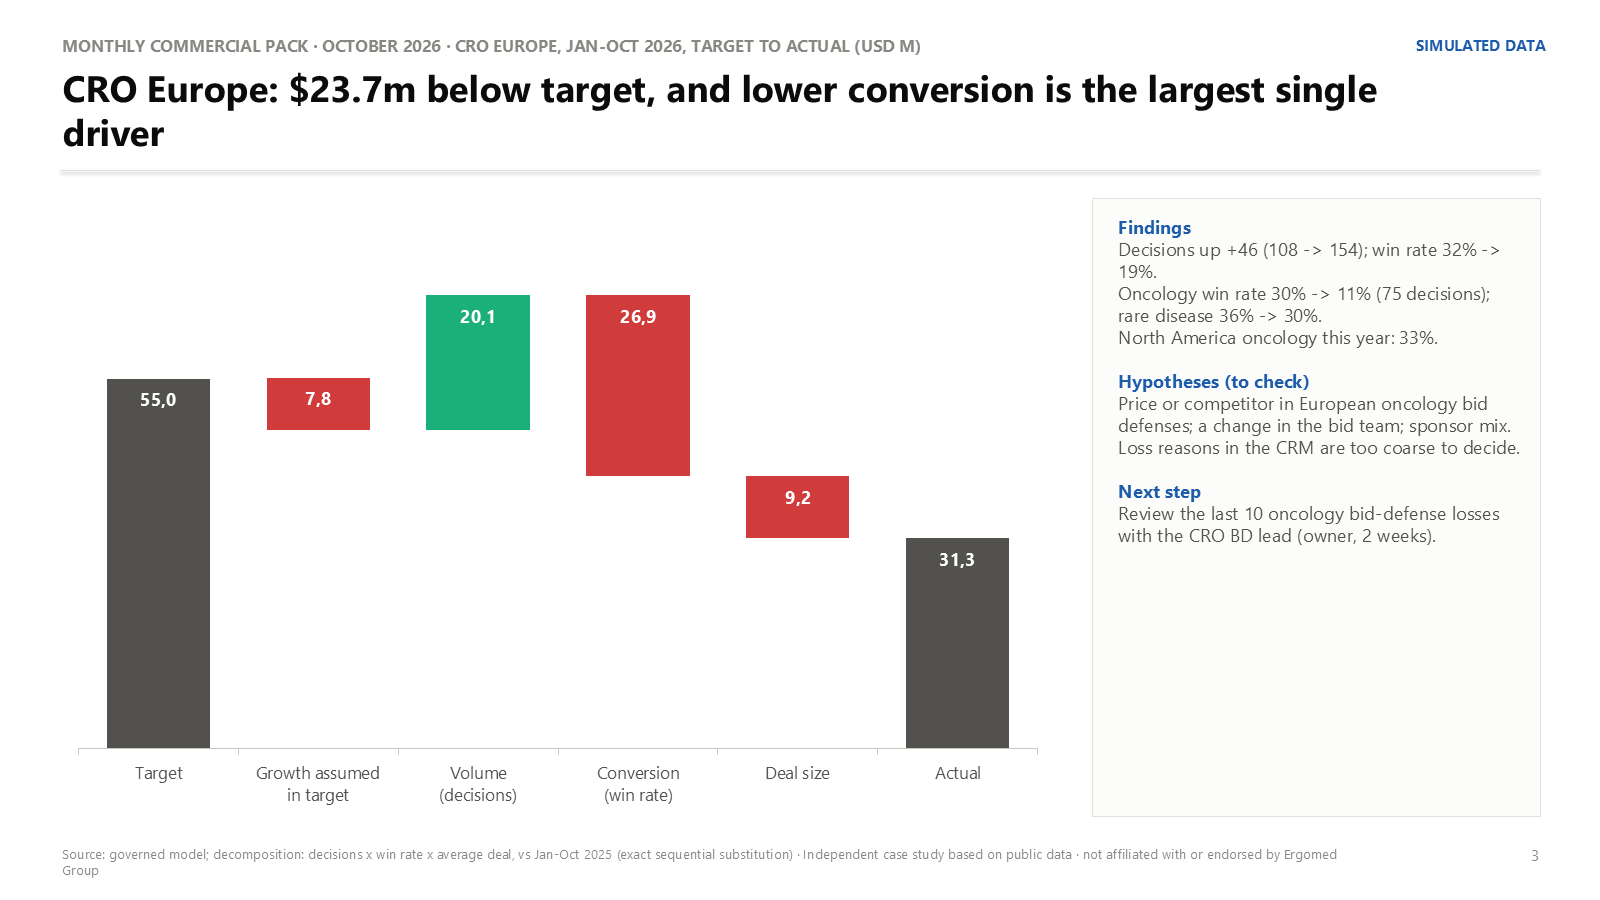 MONTHLY COMMERCIAL PACK · OCTOBER 2026 · CRO EUROPE, JAN-OCT 2026, TARGET TO ACTUAL (USD M)
SIMULATED DATA
CRO Europe: $23.7m below target, and lower conversion is the largest single
driver
55,0
7,8
20,1
26,9
9,2
31,3
Target
Growth assumed
in target
Volume
(decisions)
Conversion
(win rate)
Deal size
Actual
Findings
Decisions up +46 (108 -> 154); win rate 32% ->
19%.
Oncology win rate 30% -> 11% (75 decisions);
rare disease 36% -> 30%.
North America oncology this year: 33%.
Hypotheses (to check)
Price or competitor in European oncology bid
defenses; a change in the bid team; sponsor mix.
Loss reasons in the CRM are too coarse to decide.
Next step
Review the last 10 oncology bid-defense losses
with the CRO BD lead (owner, 2 weeks).
Source: governed model; decomposition: decisions x win rate x average deal, vs Jan-Oct 2025 (exact sequential substitution) · Independent case study based on public data · not affiliated with or endorsed by Ergomed
Group
3